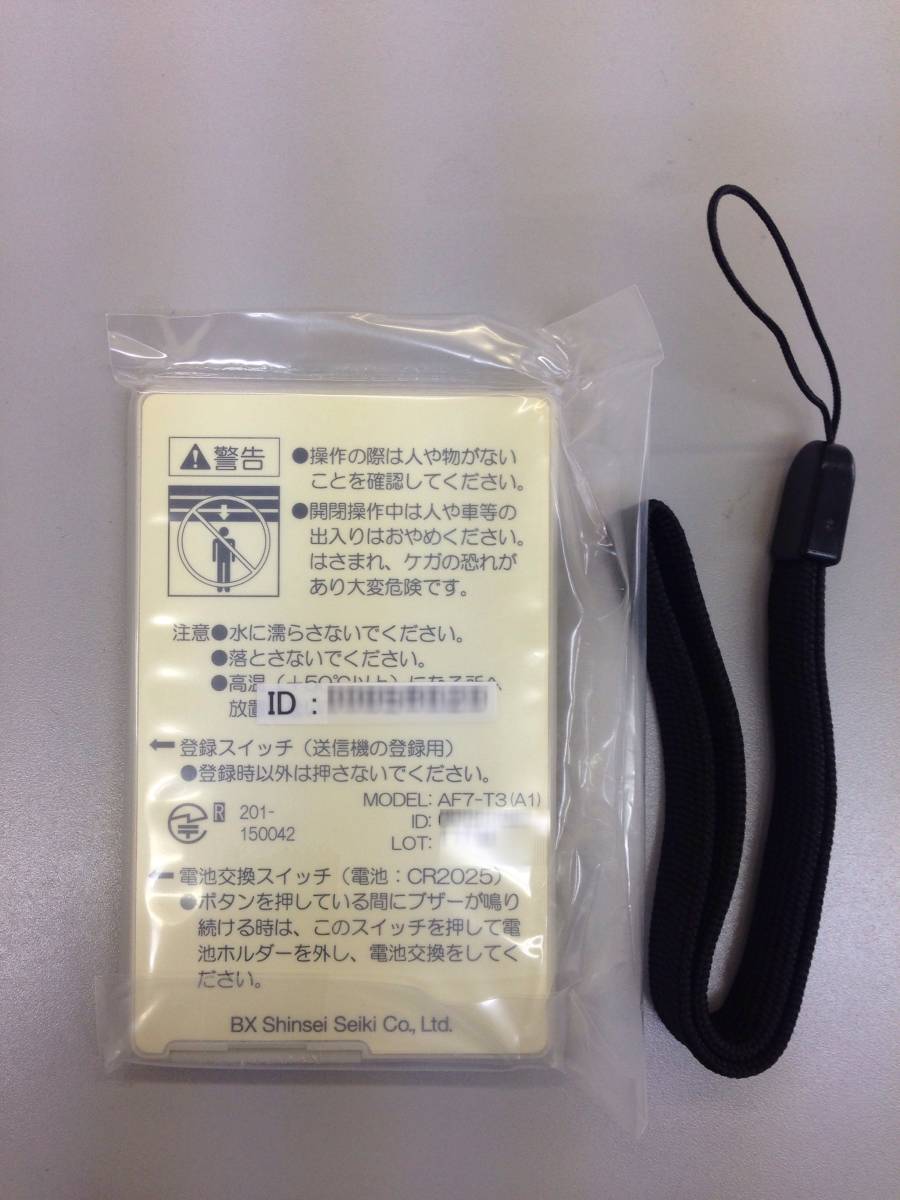 警告
●操作の際は人や物がない
ことを確認してください。
●開閉操作中は人や車等の
出入りはおやめください。
はさまれ、ケガの恐れが
あり大変危険です。
注意●水に濡らさないでください。
●落とさないでください。
●高温(+50℃以上)になる所へ
放置
ID:
登録スイッチ(送信機の登録用)
●登録時以外は押さないでください。
R 201-
150042
MODEL: AF7-T3(A1)
ID:
LOT:
電池交換スイッチ(電池:CR2025)
●ボタンを押している間にブザーが鳴り
続ける時は、このスイッチを押して電
池ホルダーを外し、電池交換をしてく
ださい。
BX Shinsei Seiki Co., Ltd.